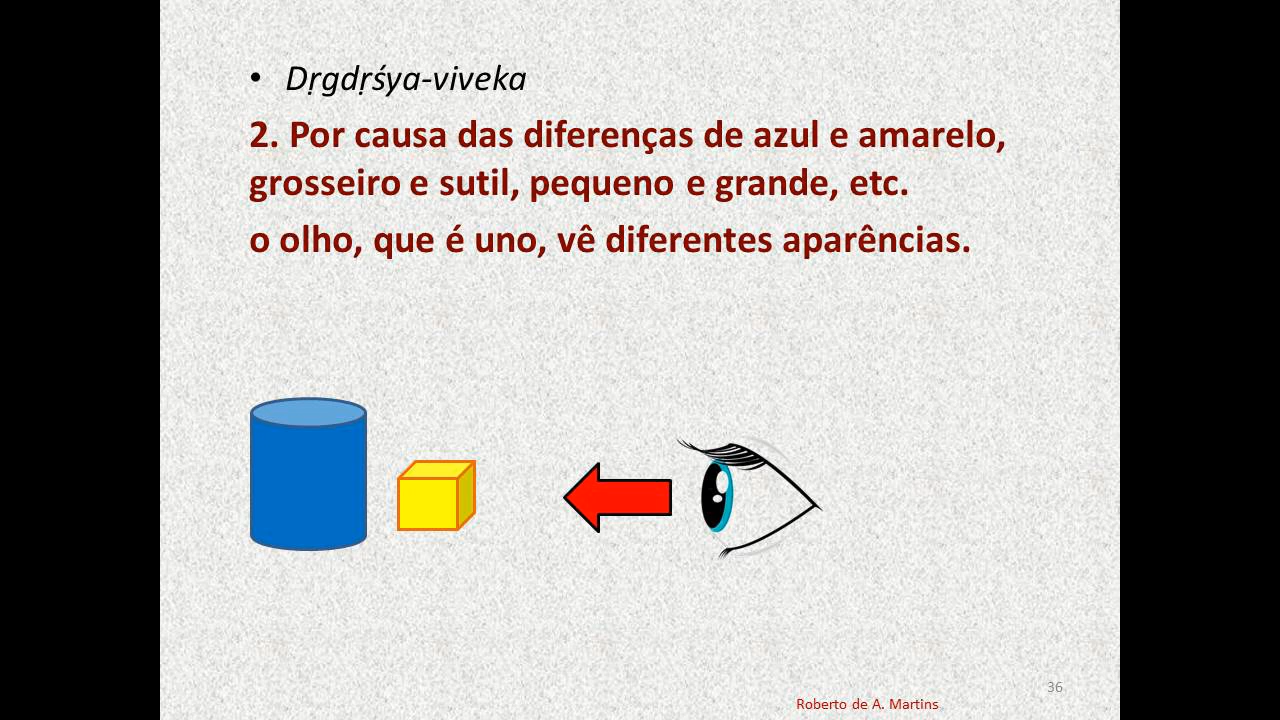 • Dṛgdṛśya-viveka
2. Por causa das diferenças de azul e amarelo,
grosseiro e sutil, pequeno e grande, etc.
o olho, que é uno, vê diferentes aparências.
36
Roberto de A. Martins